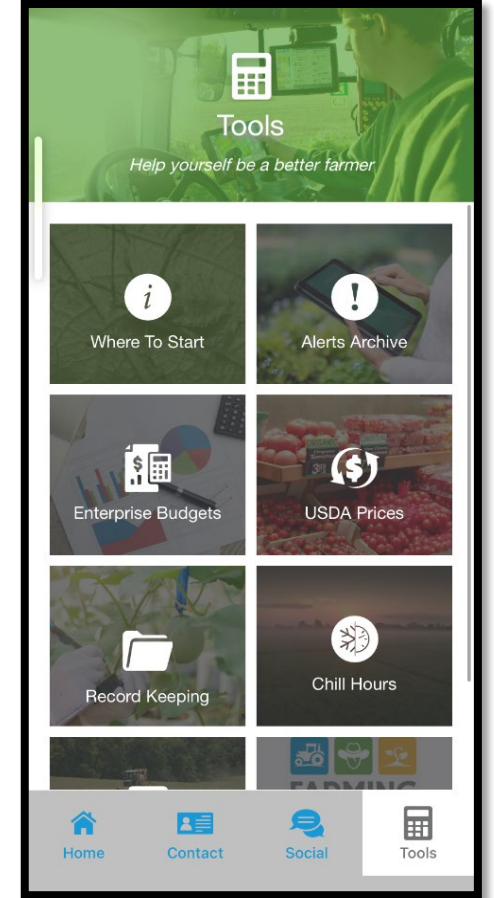 Tools
Help yourself be a better farmer
Where To Start
Alerts Archive
Enterprise Budgets
USDA Prices
Record Keeping
Chill Hours
FARMING
Home
Contact
Social
Tools